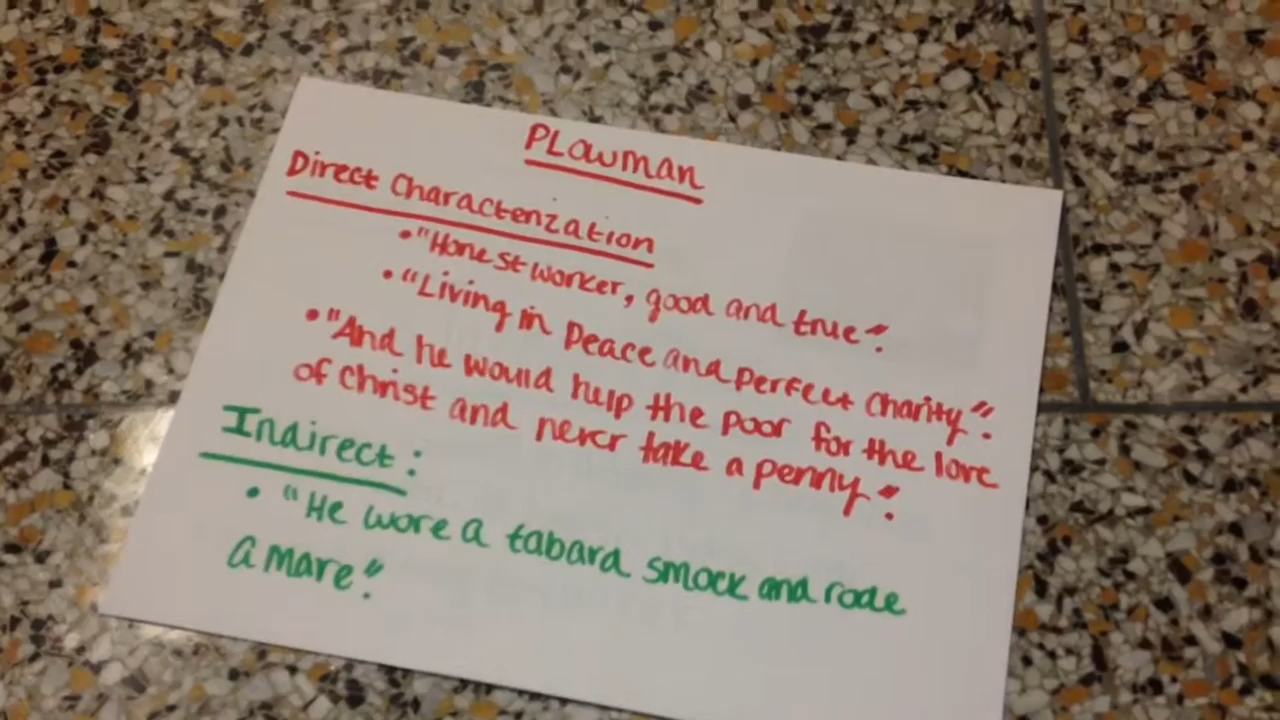 PLowman
Direct Characterization
• "Honest worker, good and true".
• "Living in Peace and perfect charity".
• "And he would help the poor for the love
of Christ and never take a penny".
Indirect:
• "He wore a tabard smock and rode
a mare".